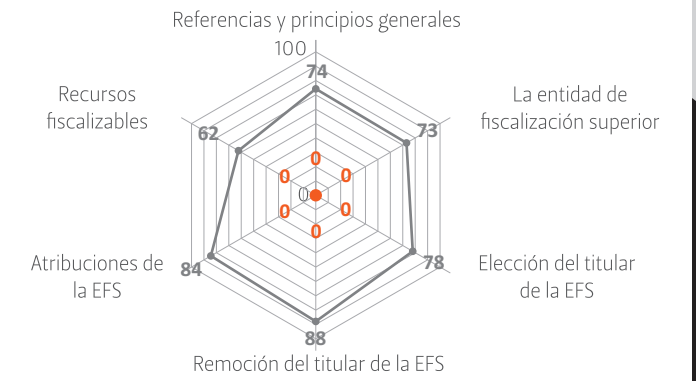 Referencias y principios generales
100
74
Recursos
fiscalizables
62
La entidad de
fiscalización superior
73
0
0
0
0
0
0
0
Atribuciones de
la EFS
84
Elección del titular
de la EFS
78
88
Remoción del titular de la EFS